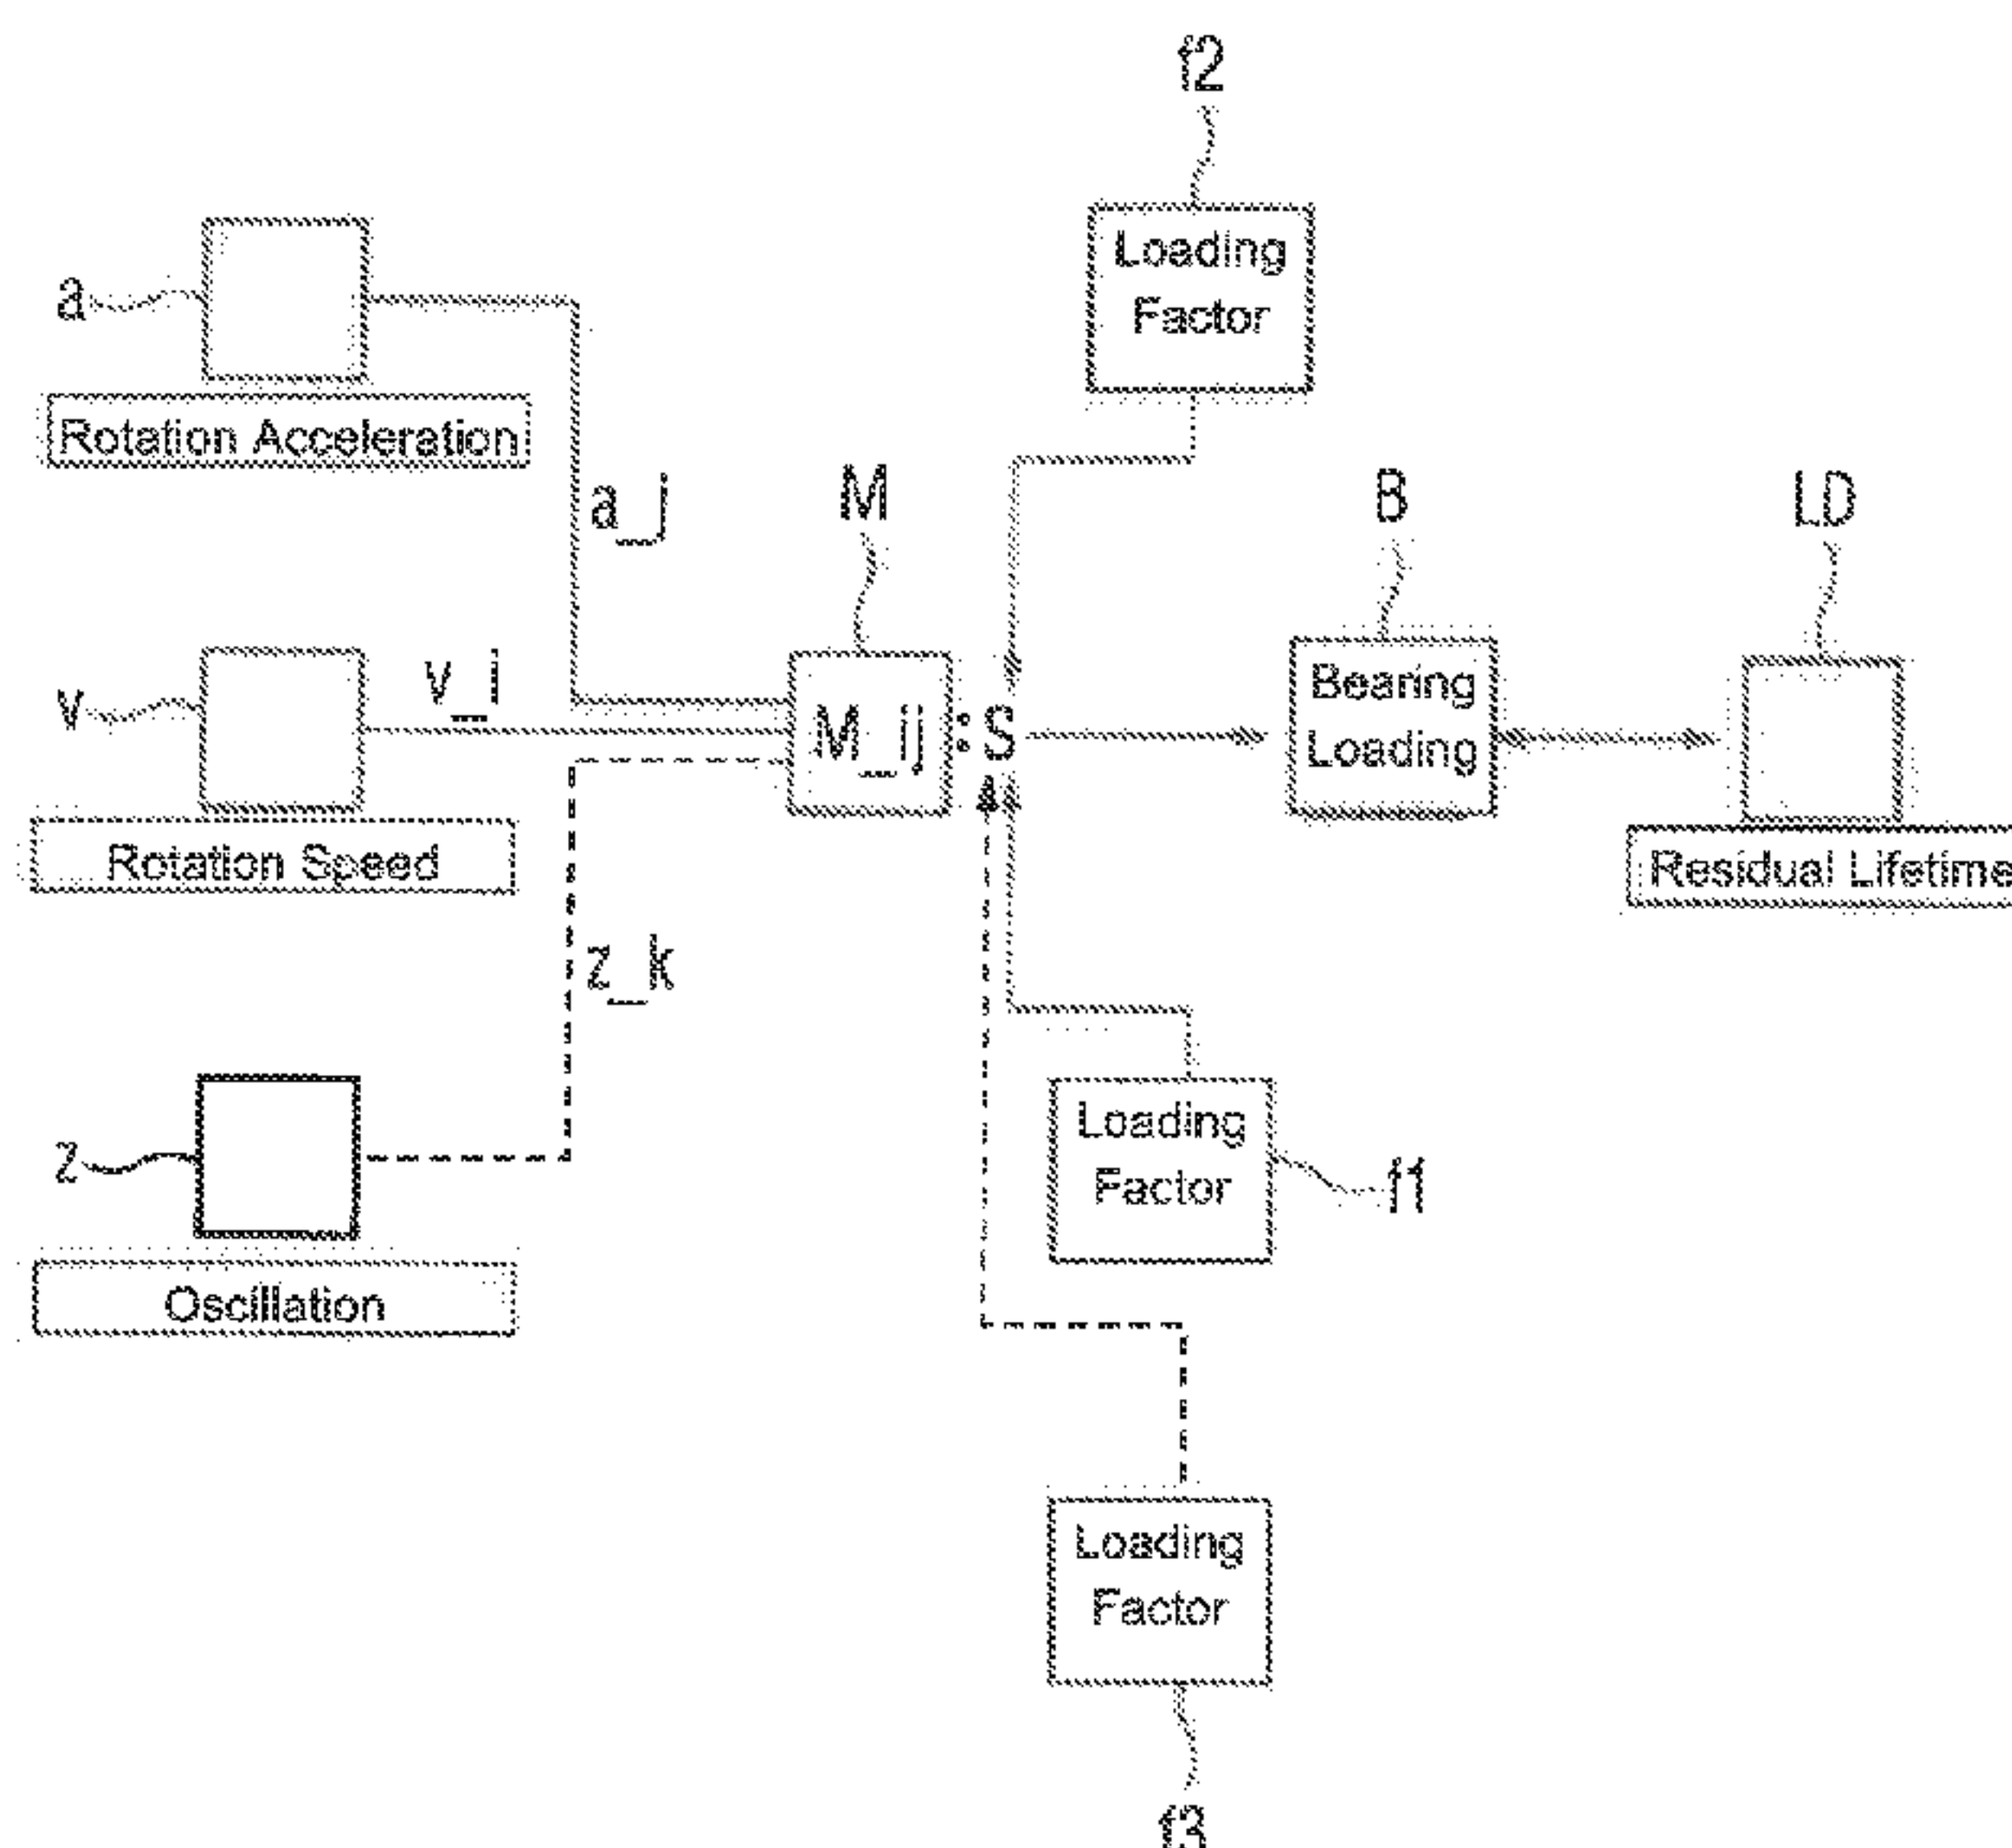 f2
Loading
Factor
a
Rotation Acceleration
a_j
M
B
LD
v
v_i
M_ij
:S
Bearing
Loading
Rotation Speed
Residual Lifetime
z_k
z
Loading
Factor
f1
Oscillation
Loading
Factor
f3